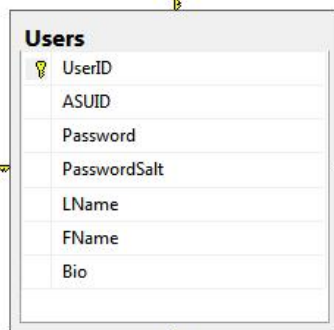 Users
UserID
ASUID
Password
PasswordSalt
LName
FName
Bio